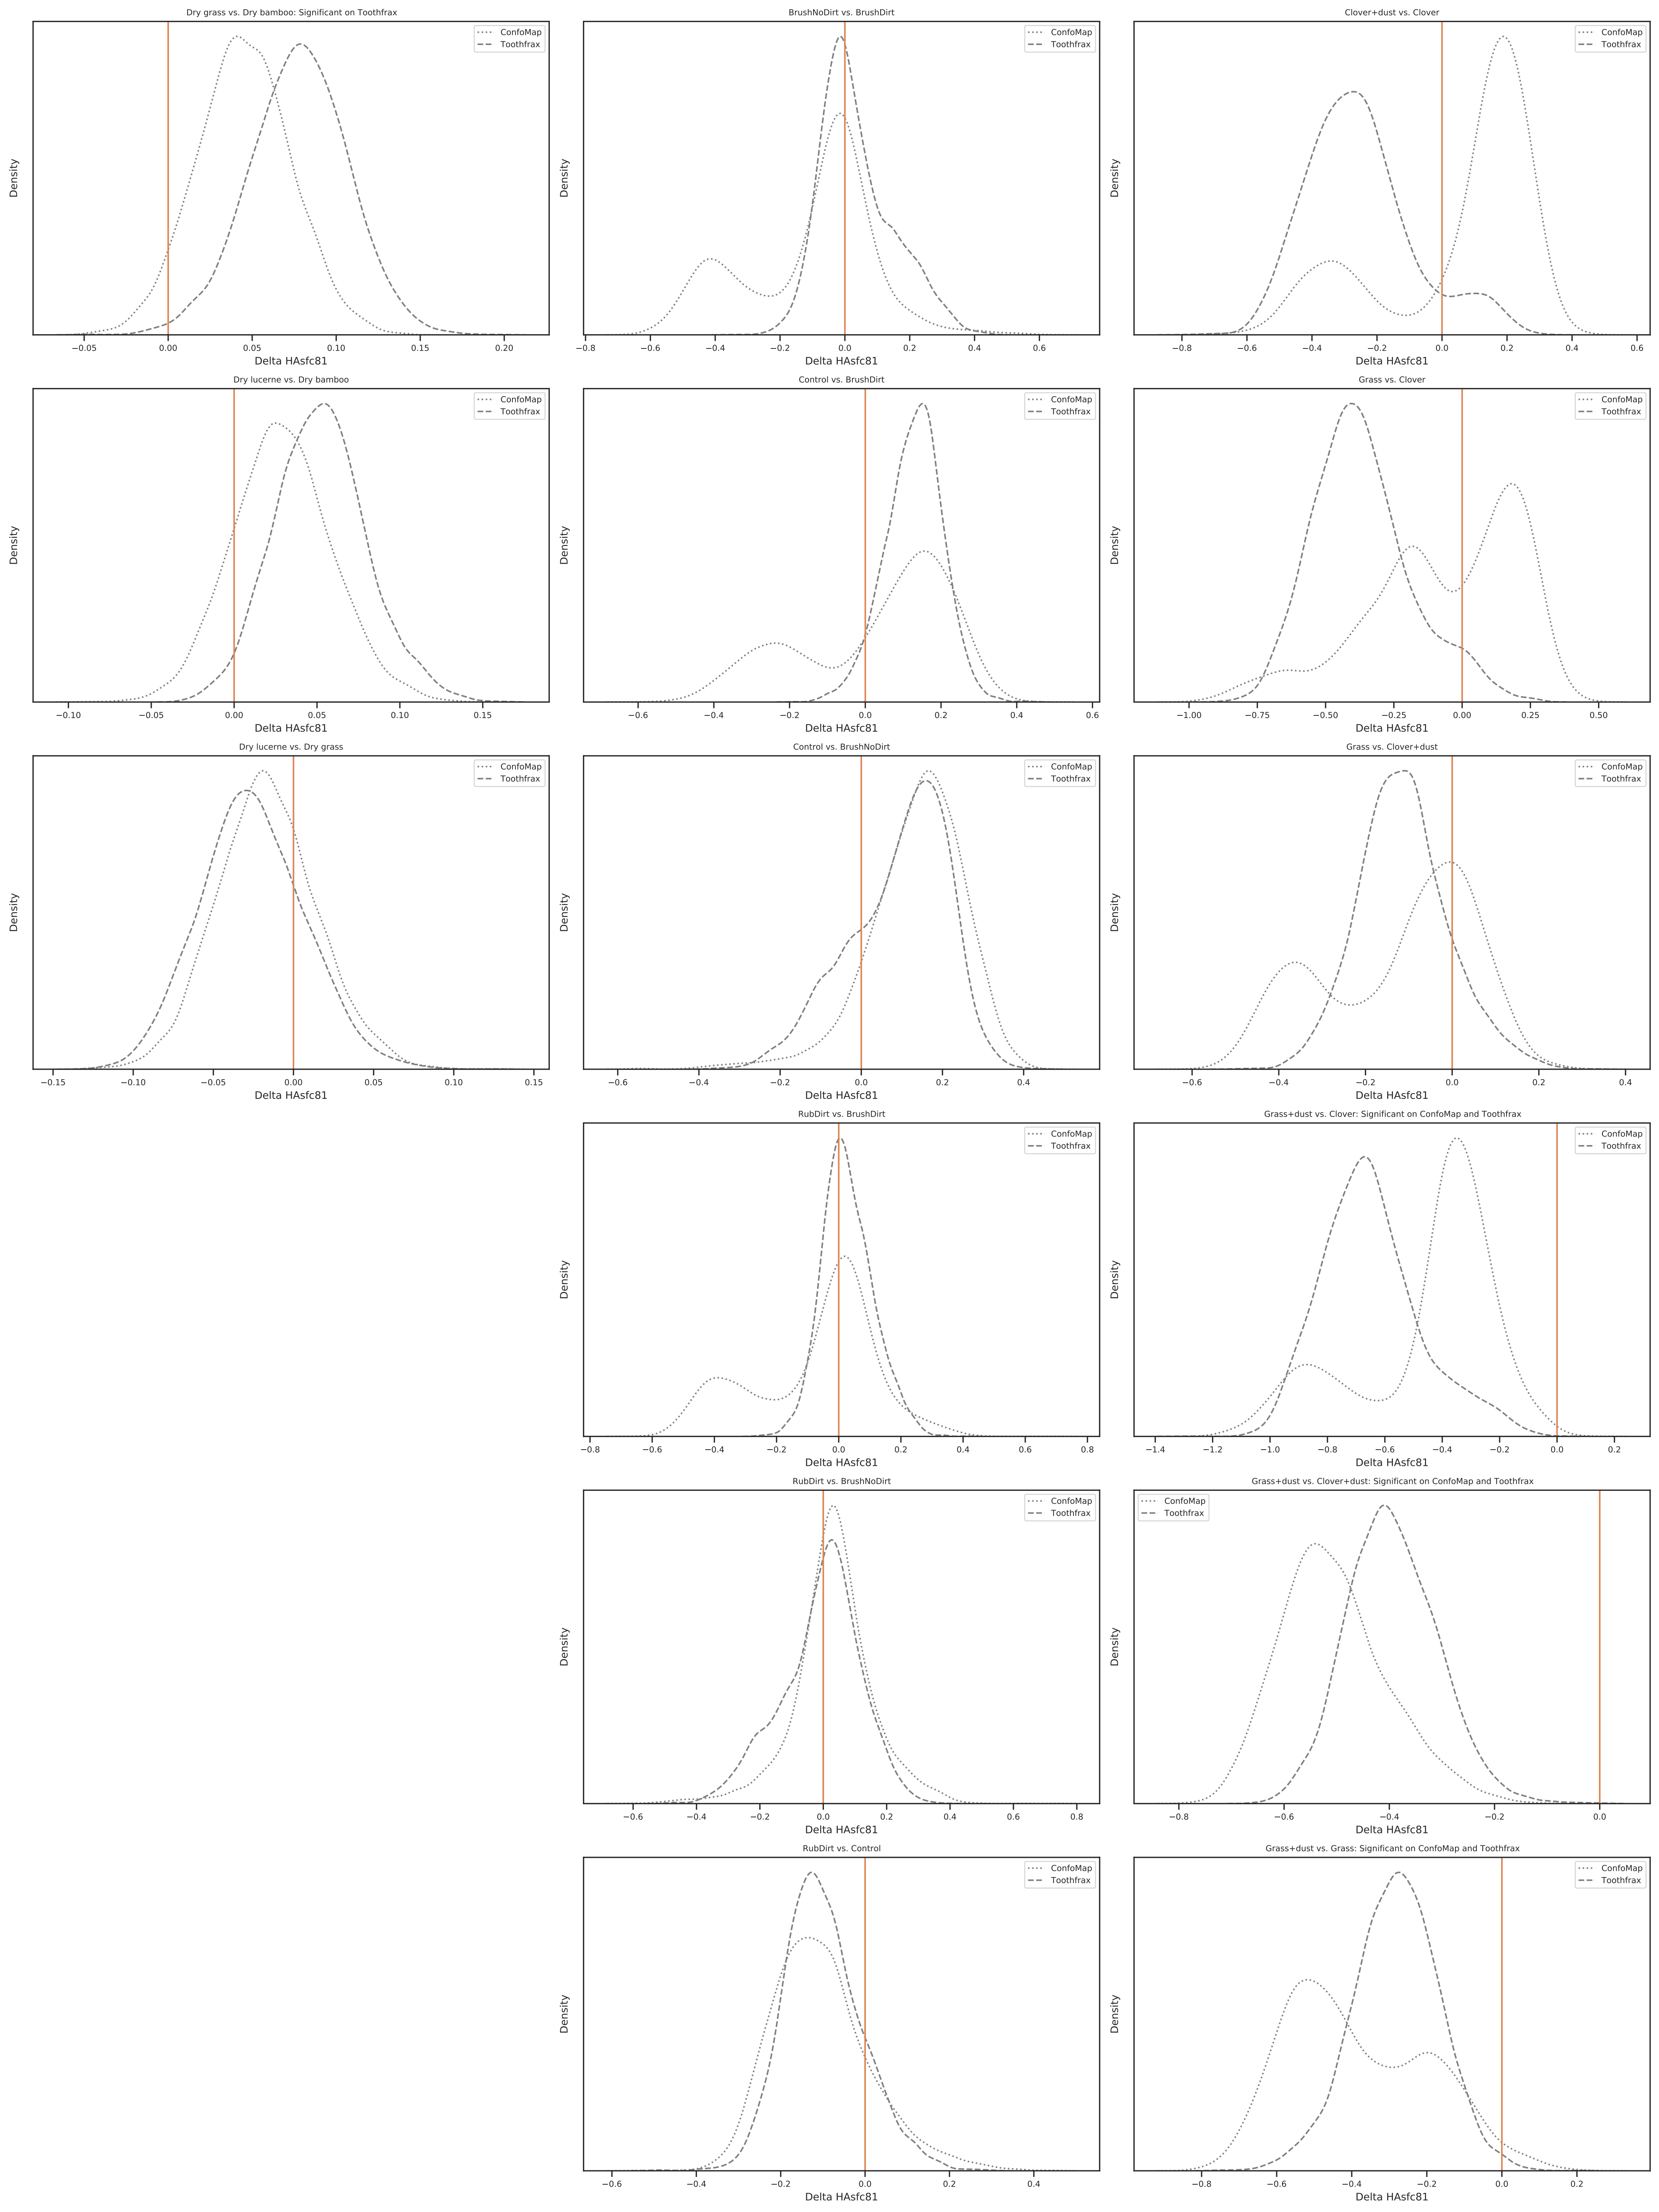 Dry grass vs. Dry bamboo: Significant on Toothfrax
ConfoMap
Toothfrax
Density
−0.05 0.00 0.05 0.10 0.15 0.20
Delta HAsfc81
BrushNoDirt vs. BrushDirt
ConfoMap
Toothfrax
Density
−0.8 −0.6 −0.4 −0.2 0.0 0.2 0.4 0.6
Delta HAsfc81
Clover+dust vs. Clover
ConfoMap
Toothfrax
Density
−0.8 −0.6 −0.4 −0.2 0.0 0.2 0.4 0.6
Delta HAsfc81
Dry lucerne vs. Dry bamboo
ConfoMap
Toothfrax
Density
−0.10 −0.05 0.00 0.05 0.10 0.15
Delta HAsfc81
Control vs. BrushDirt
ConfoMap
Toothfrax
Density
−0.6 −0.4 −0.2 0.0 0.2 0.4 0.6
Delta HAsfc81
Grass vs. Clover
ConfoMap
Toothfrax
Density
−1.00 −0.75 −0.50 −0.25 0.00 0.25 0.50
Delta HAsfc81
Dry lucerne vs. Dry grass
ConfoMap
Toothfrax
Density
−0.15 −0.10 −0.05 0.00 0.05 0.10 0.15
Delta HAsfc81
Control vs. BrushNoDirt
ConfoMap
Toothfrax
Density
−0.6 −0.4 −0.2 0.0 0.2 0.4
Delta HAsfc81
Grass vs. Clover+dust
ConfoMap
Toothfrax
Density
−0.6 −0.4 −0.2 0.0 0.2 0.4
Delta HAsfc81
RubDirt vs. BrushDirt
ConfoMap
Toothfrax
Density
−0.8 −0.6 −0.4 −0.2 0.0 0.2 0.4 0.6 0.8
Delta HAsfc81
Grass+dust vs. Clover: Significant on ConfoMap and Toothfrax
ConfoMap
Toothfrax
Density
−1.4 −1.2 −1.0 −0.8 −0.6 −0.4 −0.2 0.0 0.2
Delta HAsfc81
RubDirt vs. BrushNoDirt
ConfoMap
Toothfrax
Density
−0.6 −0.4 −0.2 0.0 0.2 0.4 0.6 0.8
Delta HAsfc81
Grass+dust vs. Clover+dust: Significant on ConfoMap and Toothfrax
ConfoMap
Toothfrax
Density
−0.8 −0.6 −0.4 −0.2 0.0
Delta HAsfc81
RubDirt vs. Control
ConfoMap
Toothfrax
Density
−0.6 −0.4 −0.2 0.0 0.2 0.4
Delta HAsfc81
Grass+dust vs. Grass: Significant on ConfoMap and Toothfrax
ConfoMap
Toothfrax
Density
−0.8 −0.6 −0.4 −0.2 0.0 0.2
Delta HAsfc81